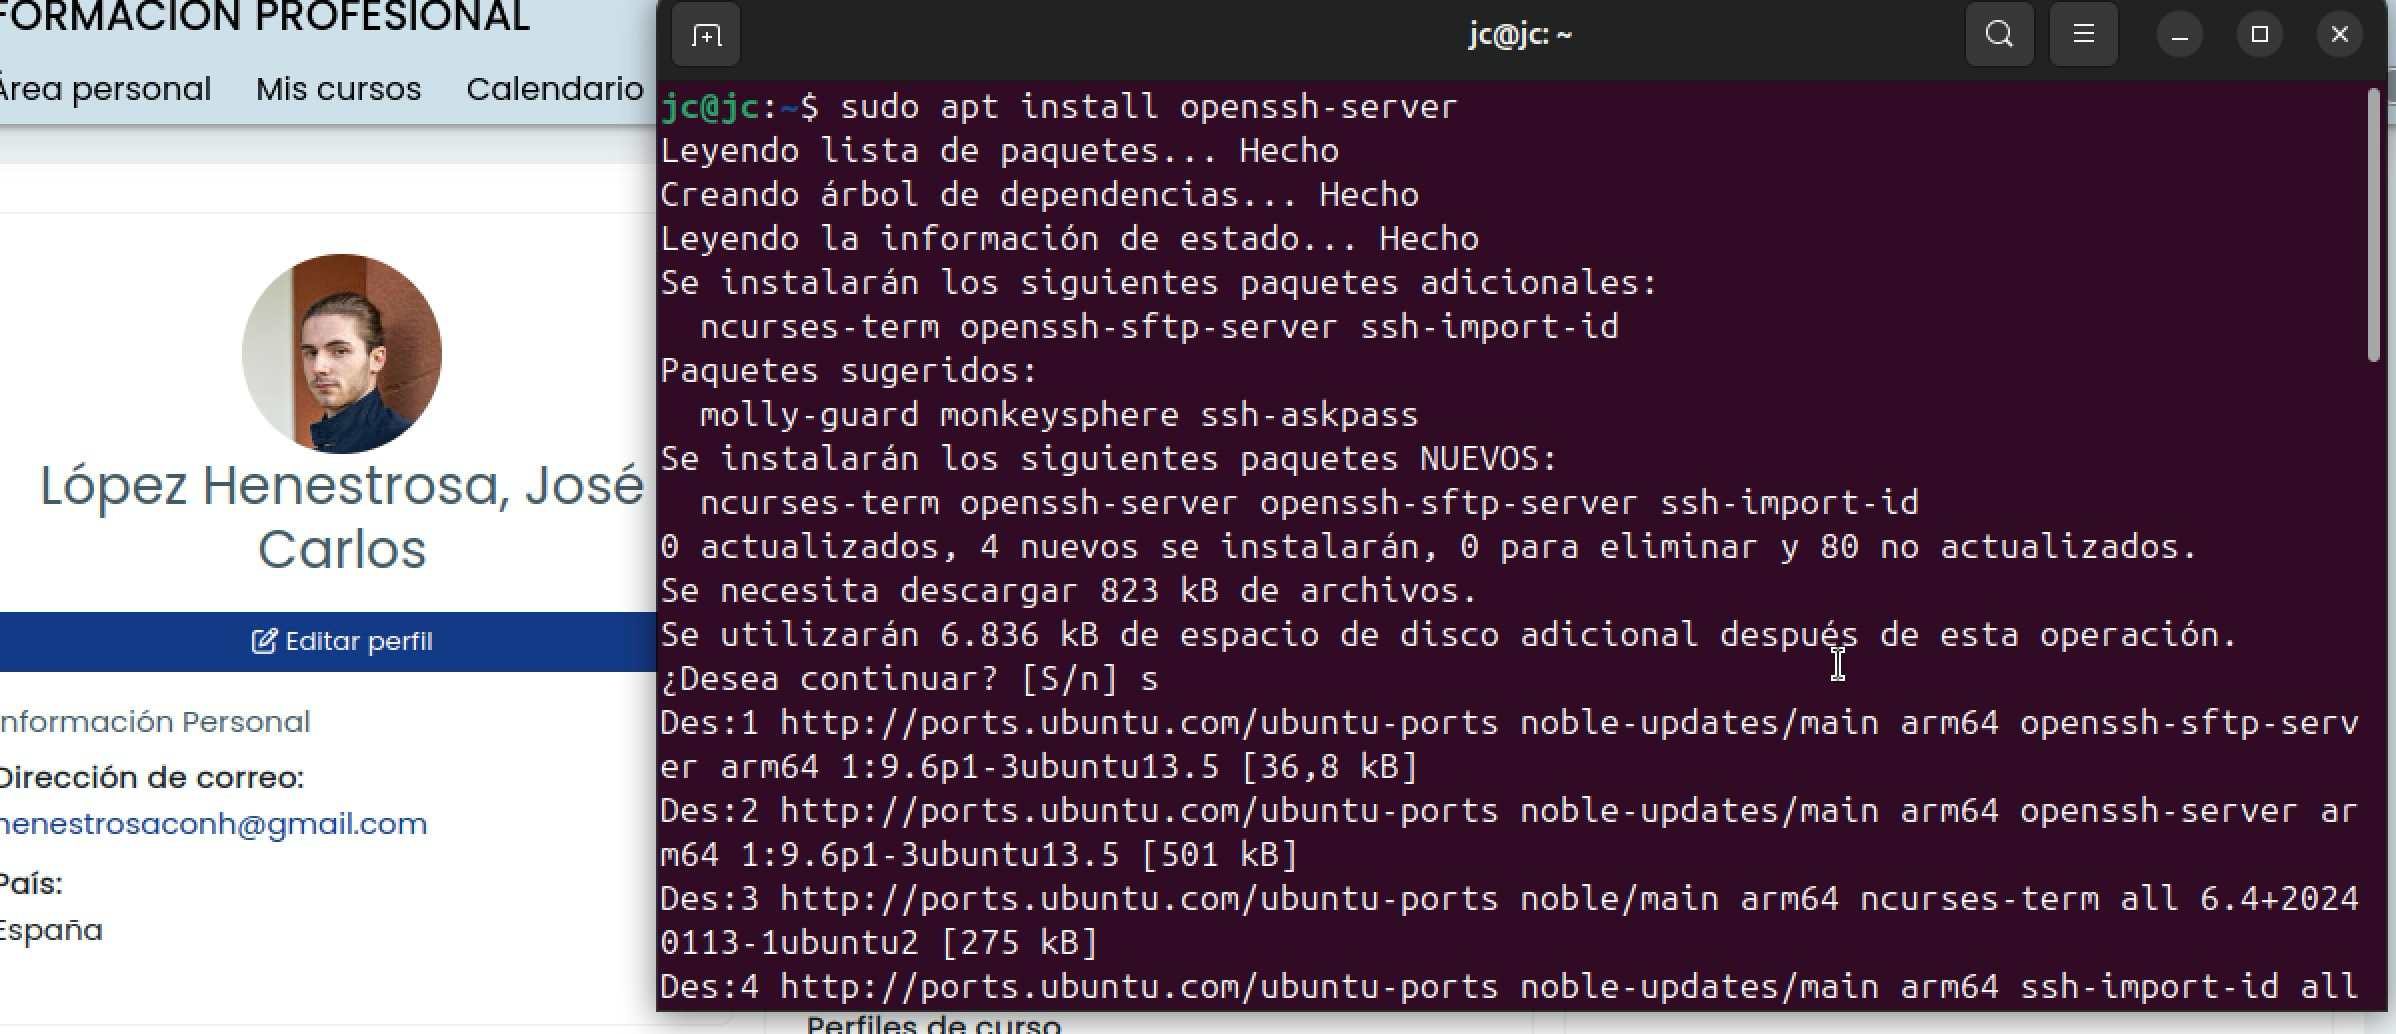 FORMACIÓN PROFESIONAL
Área personal Mis cursos Calendario
López Henestrosa, José
Carlos
Editar perfil
Información Personal
Dirección de correo:
henestrosaconh@gmail.com
País:
España
Perfiles de curso
jc@jc: ~
jc@jc:~$ sudo apt install openssh-server
Leyendo lista de paquetes... Hecho
Creando árbol de dependencias... Hecho
Leyendo la información de estado... Hecho
Se instalarán los siguientes paquetes adicionales:
  ncurses-term openssh-sftp-server ssh-import-id
Paquetes sugeridos:
  molly-guard monkeysphere ssh-askpass
Se instalarán los siguientes paquetes NUEVOS:
  ncurses-term openssh-server openssh-sftp-server ssh-import-id
0 actualizados, 4 nuevos se instalarán, 0 para eliminar y 80 no actualizados.
Se necesita descargar 823 kB de archivos.
Se utilizarán 6.836 kB de espacio de disco adicional después de esta operación.
¿Desea continuar? [S/n] s
Des:1 http://ports.ubuntu.com/ubuntu-ports noble-updates/main arm64 openssh-sftp-serv
er arm64 1:9.6p1-3ubuntu13.5 [36,8 kB]
Des:2 http://ports.ubuntu.com/ubuntu-ports noble-updates/main arm64 openssh-server ar
m64 1:9.6p1-3ubuntu13.5 [501 kB]
Des:3 http://ports.ubuntu.com/ubuntu-ports noble/main arm64 ncurses-term all 6.4+2024
0113-1ubuntu2 [275 kB]
Des:4 http://ports.ubuntu.com/ubuntu-ports noble-updates/main arm64 ssh-import-id all